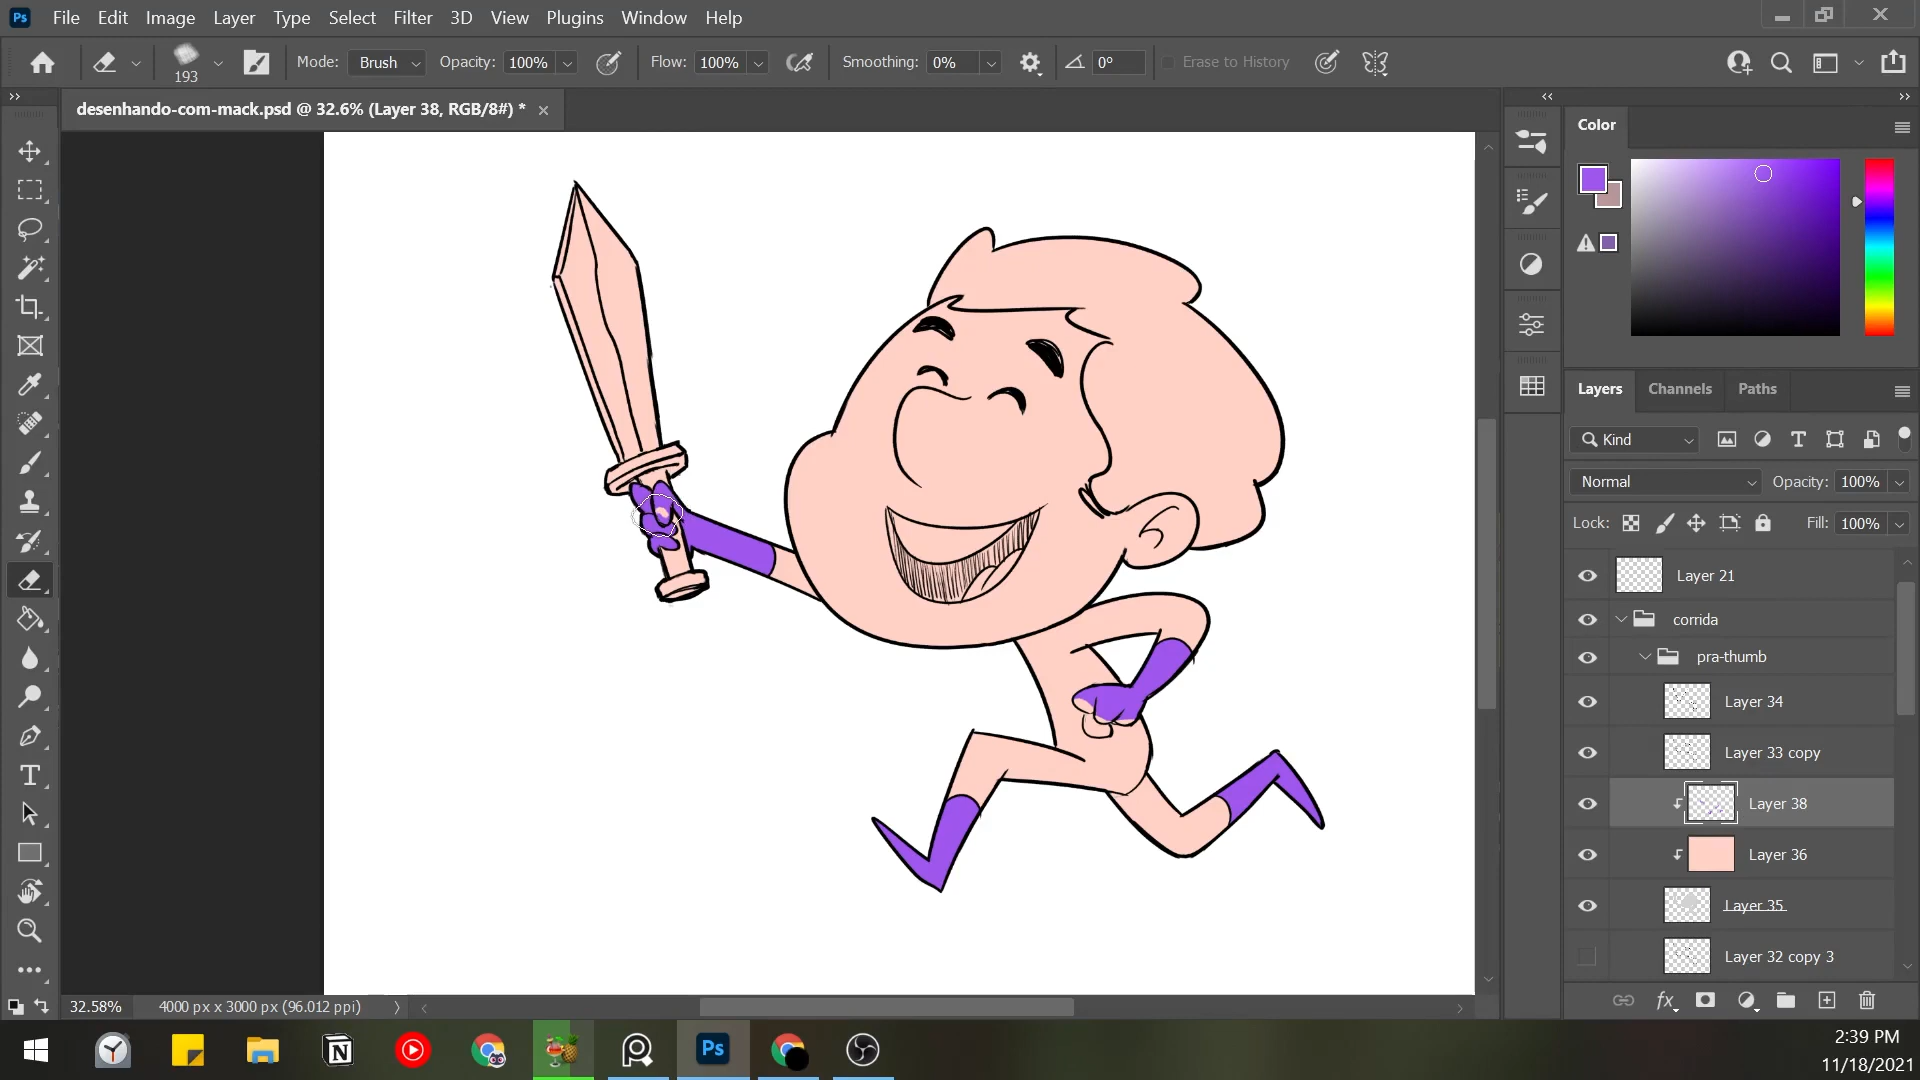 Ps File Edit Image Layer Type Select Filter 3D View Plugins Window Help
193 Mode: Brush Opacity: 100% Flow: 100% Smoothing: 0% 0° Erase to History
desenhando-com-mack.psd @ 32.6% (Layer 38, RGB/8#) *
Color
Layers Channels Paths
Kind
Normal Opacity: 100%
Lock: Fill: 100%
Layer 21
corrida
pra-thumb
Layer 34
Layer 33 copy
Layer 38
Layer 36
Layer 35
Layer 32 copy 3
fx
32.58% 4000 px x 3000 px (96.012 ppi)
Ps
2:39 PM
11/18/2021